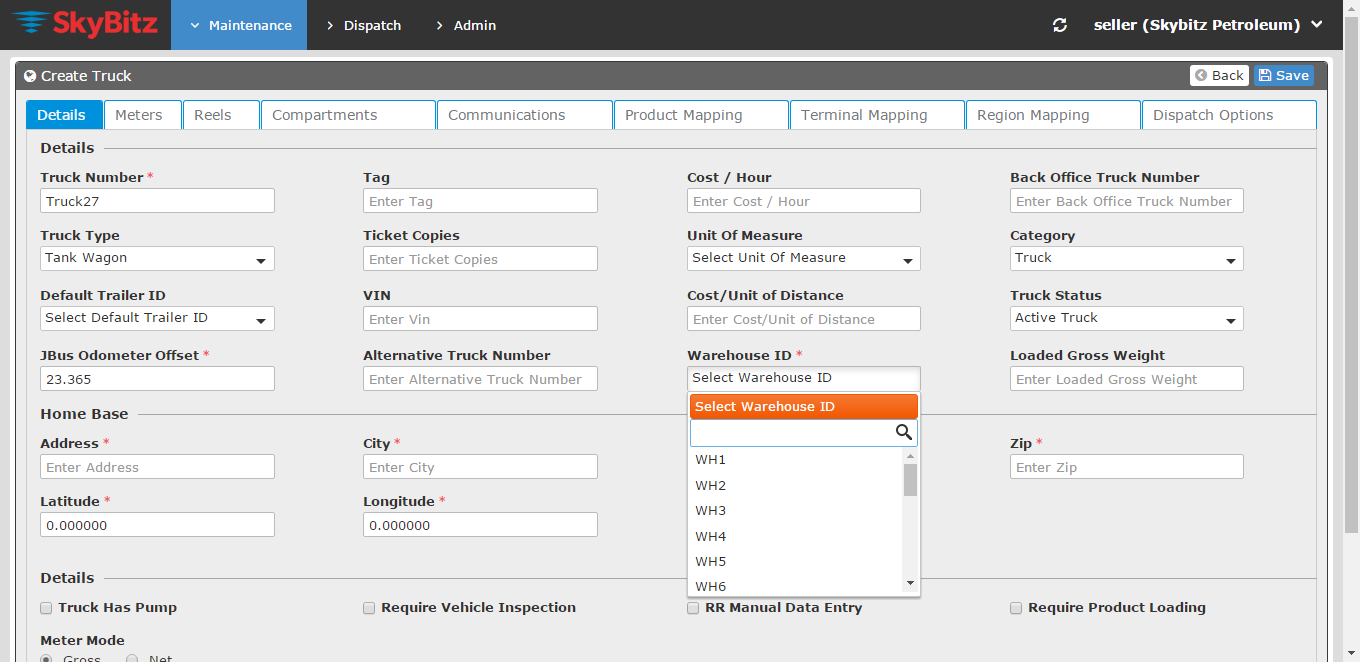 SkyBitz Maintenance Dispatch Admin seller (Skybitz Petroleum)
Create Truck Back Save
Details Meters Reels Compartments Communications Product Mapping Terminal Mapping Region Mapping Dispatch Options
Details
Truck Number * Tag Cost / Hour Back Office Truck Number
Truck27 Enter Tag Enter Cost / Hour Enter Back Office Truck Number
Truck Type Ticket Copies Unit Of Measure Category
Tank Wagon Enter Ticket Copies Select Unit Of Measure Truck
Default Trailer ID VIN Cost/Unit of Distance Truck Status
Select Default Trailer ID Enter Vin Enter Cost/Unit of Distance Active Truck
JBus Odometer Offset * Alternative Truck Number Warehouse ID * Loaded Gross Weight
23.365 Enter Alternative Truck Number Select Warehouse ID Enter Loaded Gross Weight
Home Base Select Warehouse ID
Address * City * Zip *
Enter Address Enter City WH1 Enter Zip
WH2
Latitude * Longitude * WH3
0.000000 0.000000 WH4
WH5
Details WH6
Truck Has Pump Require Vehicle Inspection RR Manual Data Entry Require Product Loading
Meter Mode
Gross Net